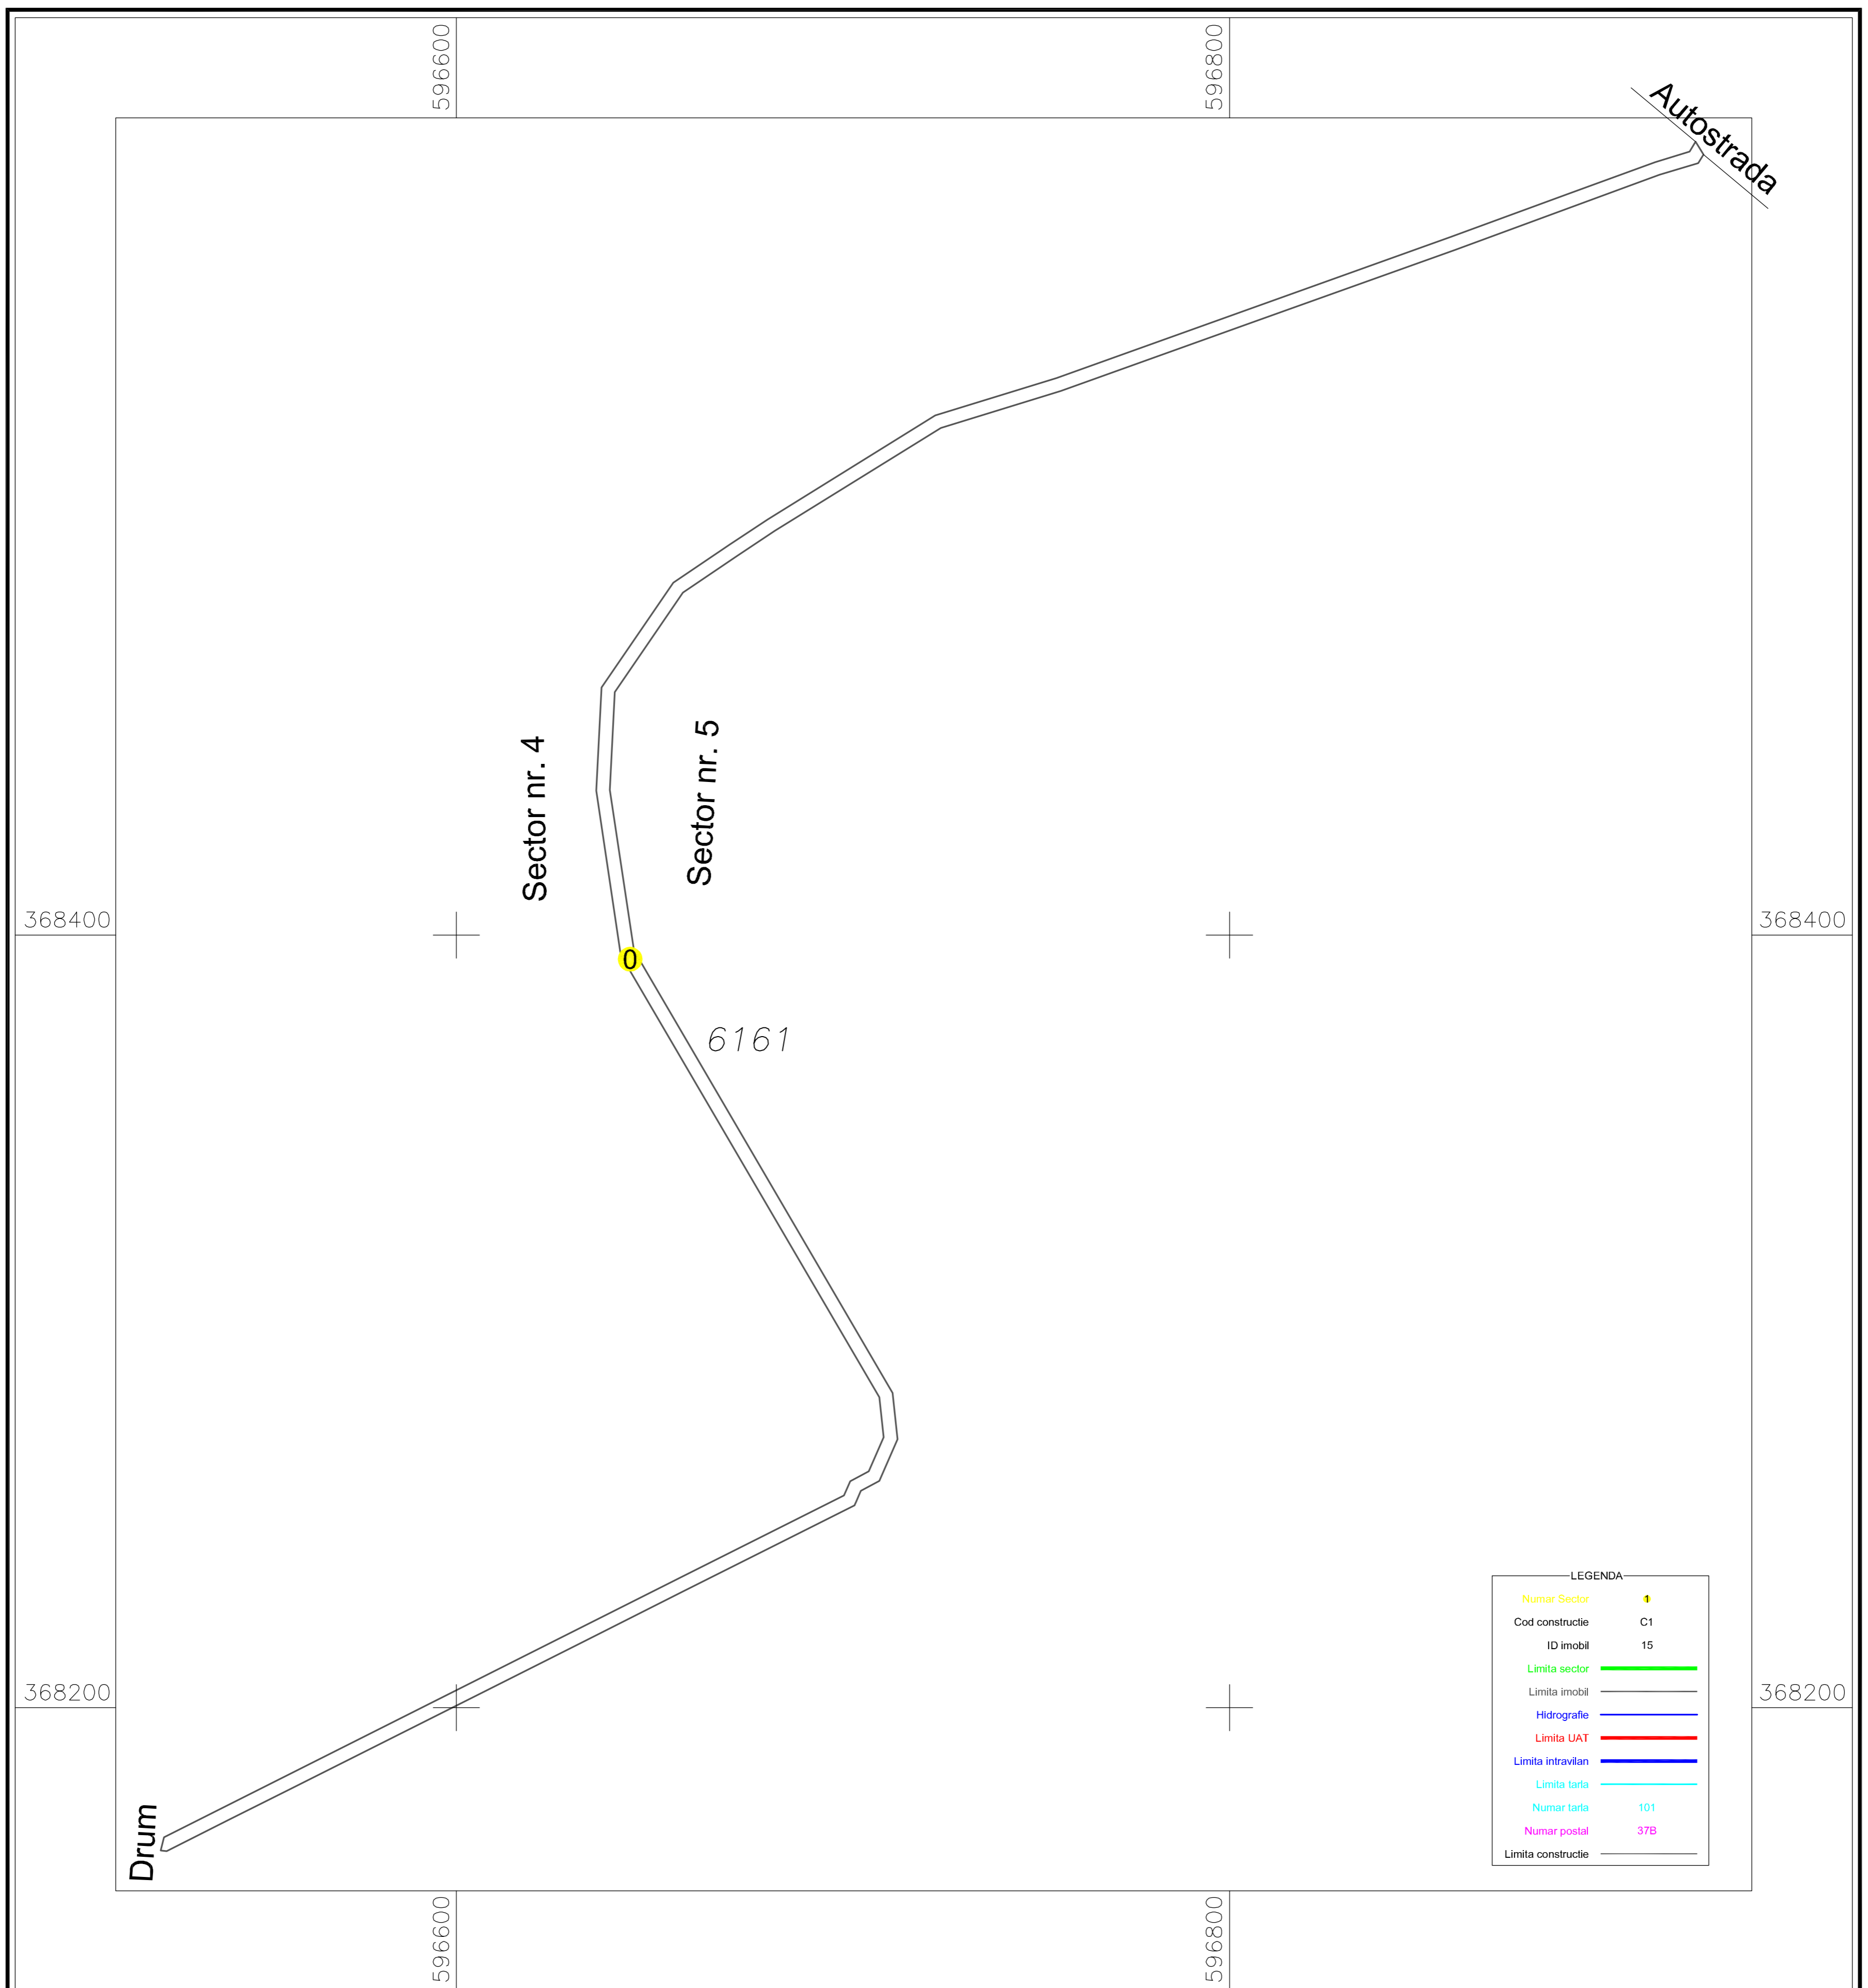 596600
596800
Autostrada
Sector nr. 4
Sector nr. 5
368400
368400
0
6161
LEGENDA
Numar Sector 1
Cod constructie C1
ID imobil 15
Limita sector
Limita imobil
368200
368200
Hidrografie
Limita UAT
Limita intravilan
Limita tarla
Numar tarla 101
Numar postal 37B
Limita constructie
Drum
596600
596800